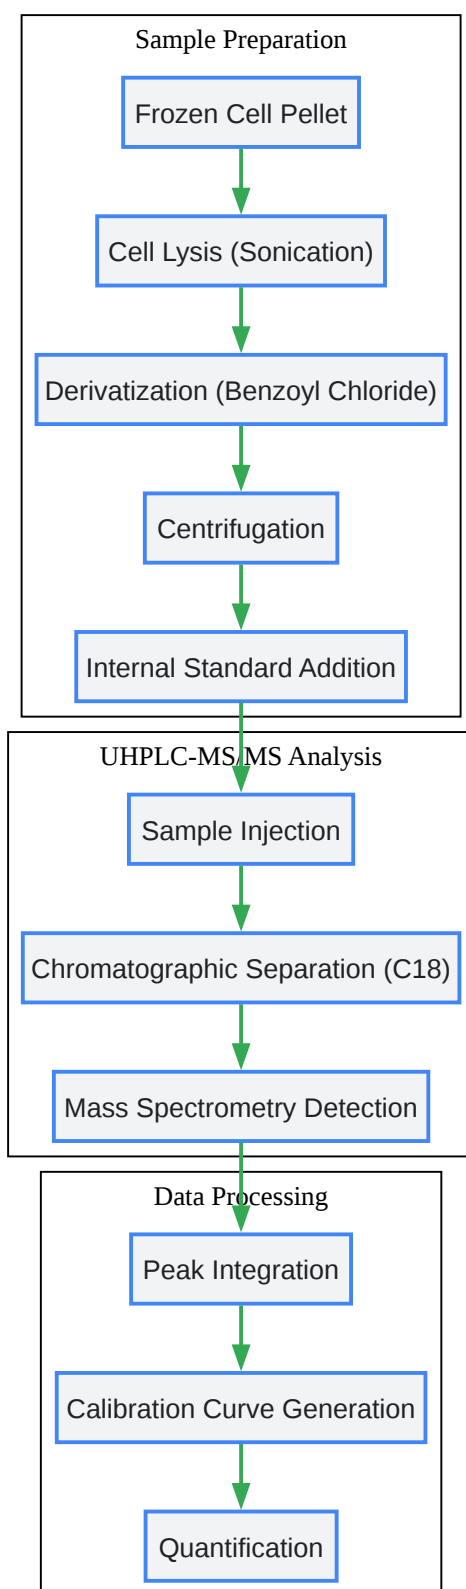 Sample Preparation
Frozen Cell Pellet
Cell Lysis (Sonication)
Derivatization (Benzoyl Chloride)
Centrifugation
Internal Standard Addition
UHPLC-MS/MS Analysis
Sample Injection
Chromatographic Separation (C18)
Mass Spectrometry Detection
Data Processing
Peak Integration
Calibration Curve Generation
Quantification